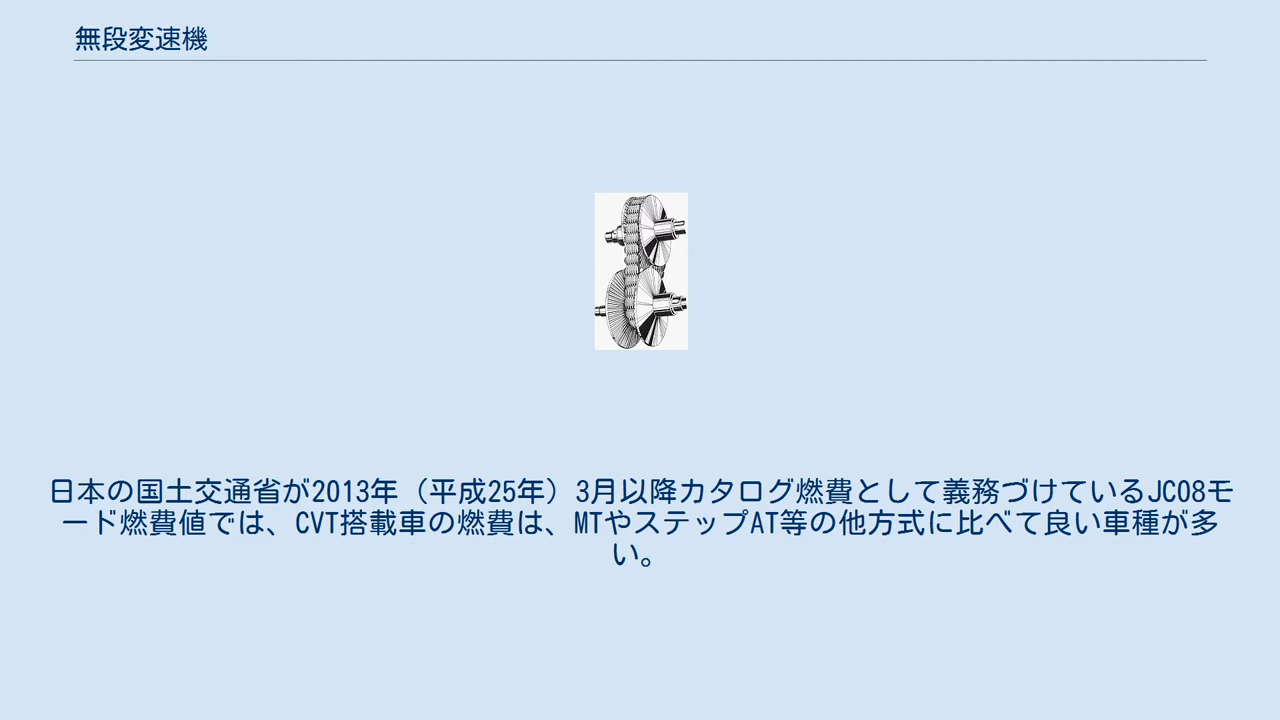 無段変速機
日本の国土交通省が2013年（平成25年）3月以降カタログ燃費として義務づけているJC08モ
ード燃費値では、CVT搭載車の燃費は、MTやステップAT等の他方式に比べて良い車種が多
い。